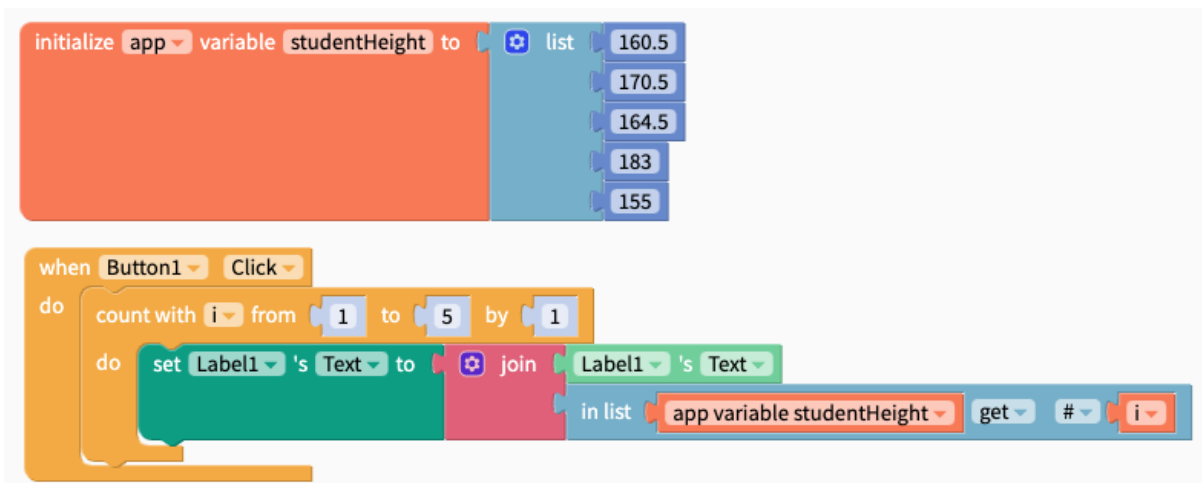 initialize app variable studentHeight to list 160.5
170.5
164.5
183
155
when Button1 Click
do count with i from 1 to 5 by 1
do set Label1 's Text to join Label1 's Text
in list app variable studentHeight get # i